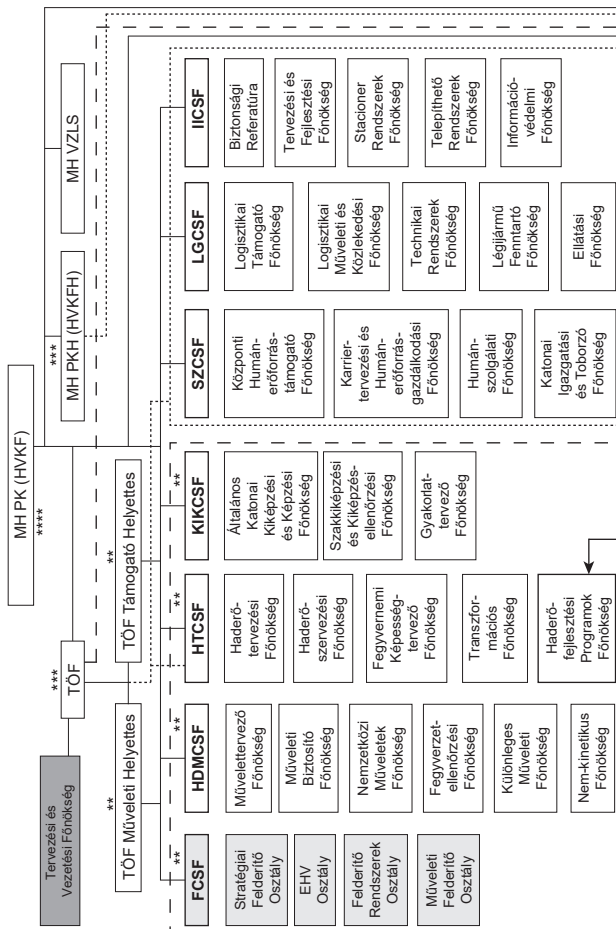 MH PK (HVKF)
****
***
MH PKH (HVKFH)
MH VZLS
***
TÖF
Tervezési és
Vezetési Főnökség
**
TÖF Műveleti Helyettes
**
TÖF Támogató Helyettes
**
FCSF
Stratégiai
Felderítő
Osztály
EHV
Osztály
Felderítő
Rendszerek
Osztály
Műveleti
Felderítő
Osztály
**
HDMCSF
Művelettervező
Főnökség
Műveleti
Biztosító
Főnökség
Nemzetközi
Műveletek
Főnökség
Fegyverzet-
ellenőrzési
Főnökség
Különleges
Műveleti
Főnökség
Nem-kinetikus
Főnökség
**
HTCSF
Haderő-
tervezési
Főnökség
Haderő-
szervezési
Főnökség
Fegyvernemi
Képesség-
tervező
Főnökség
Transzfor-
mációs
Főnökség
Haderő-
fejlesztési
Programok
Főnökség
**
KIKCSF
Általános
Katonai
Kiképzési
és Képzési
Főnökség
Szakkiképzési
és Kiképzés-
ellenőrzési
Főnökség
Gyakorlat-
tervező
Főnökség
SZCSF
Központi
Humán-
erőforrás-
támogató
Főnökség
Karrier-
tervezési és
Humán-
erőforrás-
gazdálkodási
Főnökség
Humán-
szolgálati
Főnökség
Katonai
Igazgatási
és Toborzó
Főnökség
LGCSF
Logisztikai
Támogató
Főnökség
Logisztikai
Műveleti és
Közlekedési
Főnökség
Technikai
Rendszerek
Főnökség
Légijármű
Fenntartó
Főnökség
Ellátási
Főnökség
IICSF
Biztonsági
Referatúra
Tervezési és
Fejlesztési
Főnökség
Stacioner
Rendszerek
Főnökség
Telepíthető
Rendszerek
Főnökség
Információ-
védelmi
Főnökség